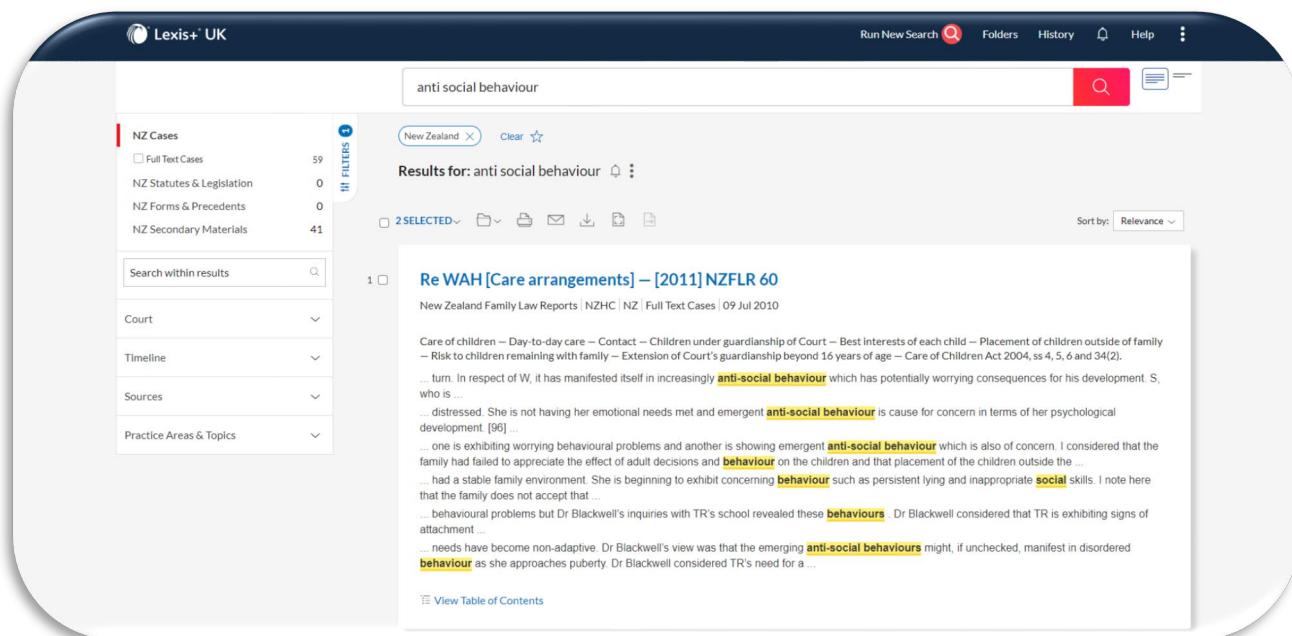 Lexis+ UK
Run New Search
Folders
History
Help
anti social behaviour
NZ Cases
Full Text Cases 59
NZ Statutes & Legislation 0
NZ Forms & Precedents 0
NZ Secondary Materials 41
Search within results
Court
Timeline
Sources
Practice Areas & Topics
FILTERS 1
New Zealand
Clear
Results for: anti social behaviour
2 SELECTED
Sort by: Relevance
1
Re WAH [Care arrangements] — [2011] NZFLR 60
New Zealand Family Law Reports | NZHC | NZ | Full Text Cases | 09 Jul 2010
Care of children — Day-to-day care — Contact — Children under guardianship of Court — Best interests of each child — Placement of children outside of family
— Risk to children remaining with family — Extension of Court's guardianship beyond 16 years of age — Care of Children Act 2004, ss 4, 5, 6 and 34(2).
... turn. In respect of W, it has manifested itself in increasingly anti-social behaviour which has potentially worrying consequences for his development. S,
who is ...
... distressed. She is not having her emotional needs met and emergent anti-social behaviour is cause for concern in terms of her psychological
development. [96] ...
... one is exhibiting worrying behavioural problems and another is showing emergent anti-social behaviour which is also of concern. I considered that the
family had failed to appreciate the effect of adult decisions and behaviour on the children and that placement of the children outside the ...
... had a stable family environment. She is beginning to exhibit concerning behaviour such as persistent lying and inappropriate social skills. I note here
that the family does not accept that ...
... behavioural problems but Dr Blackwell's inquiries with TR's school revealed these behaviours . Dr Blackwell considered that TR is exhibiting signs of
attachment ...
... needs have become non-adaptive. Dr Blackwell's view was that the emerging anti-social behaviours might, if unchecked, manifest in disordered
behaviour as she approaches puberty. Dr Blackwell considered TR's need for a ...
View Table of Contents